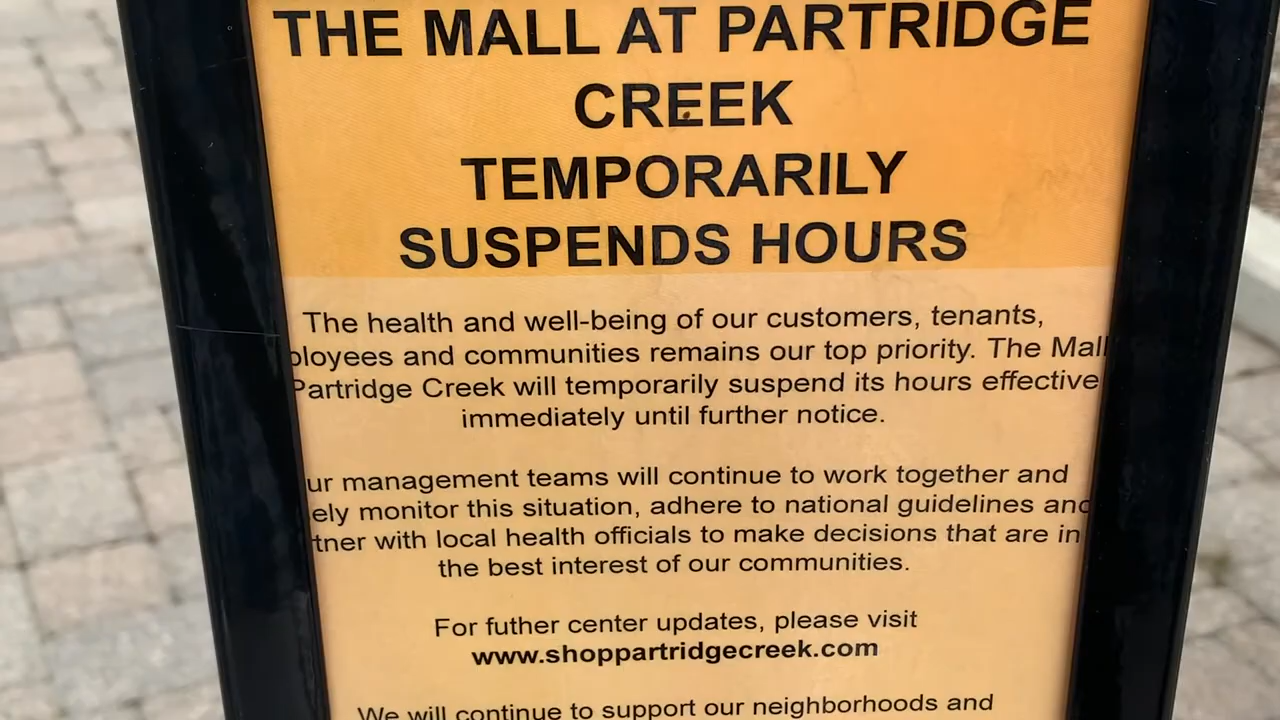 THE MALL AT PARTRIDGE
CREEK
TEMPORARILY
SUSPENDS HOURS
The health and well-being of our customers, tenants,
ployees and communities remains our top priority. The Mall
Partridge Creek will temporarily suspend its hours effective
immediately until further notice.
ur management teams will continue to work together and
ely monitor this situation, adhere to national guidelines and
tner with local health officials to make decisions that are in
the best interest of our communities.
For futher center updates, please visit
www.shoppartridgecreek.com
We will continue to support our neighborhoods and